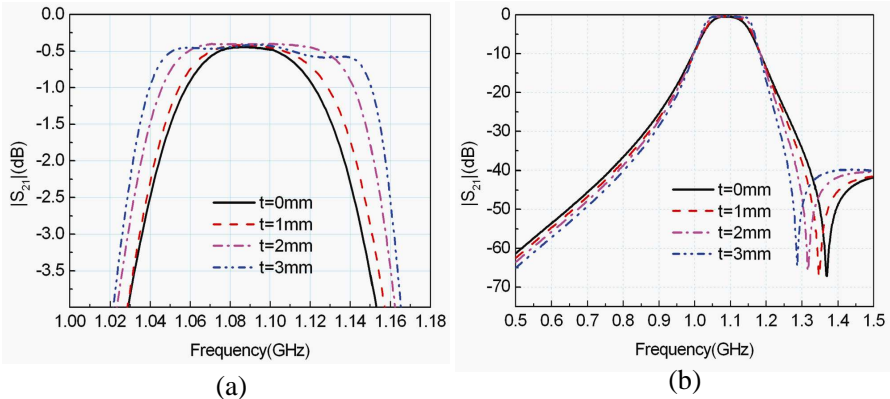 0.0
-0.5
-1.0
-1.5
-2.0
-2.5
-3.0
-3.5
|S21|(dB)
t=0mm
t=1mm
t=2mm
t=3mm
1.00 1.02 1.04 1.06 1.08 1.10 1.12 1.14 1.16 1.18
Frequency(GHz)
(a)
0
-10
-20
-30
-40
-50
-60
-70
|S21|(dB)
t=0mm
t=1mm
t=2mm
t=3mm
0.5 0.6 0.7 0.8 0.9 1.0 1.1 1.2 1.3 1.4 1.5
Frequency(GHz)
(b)